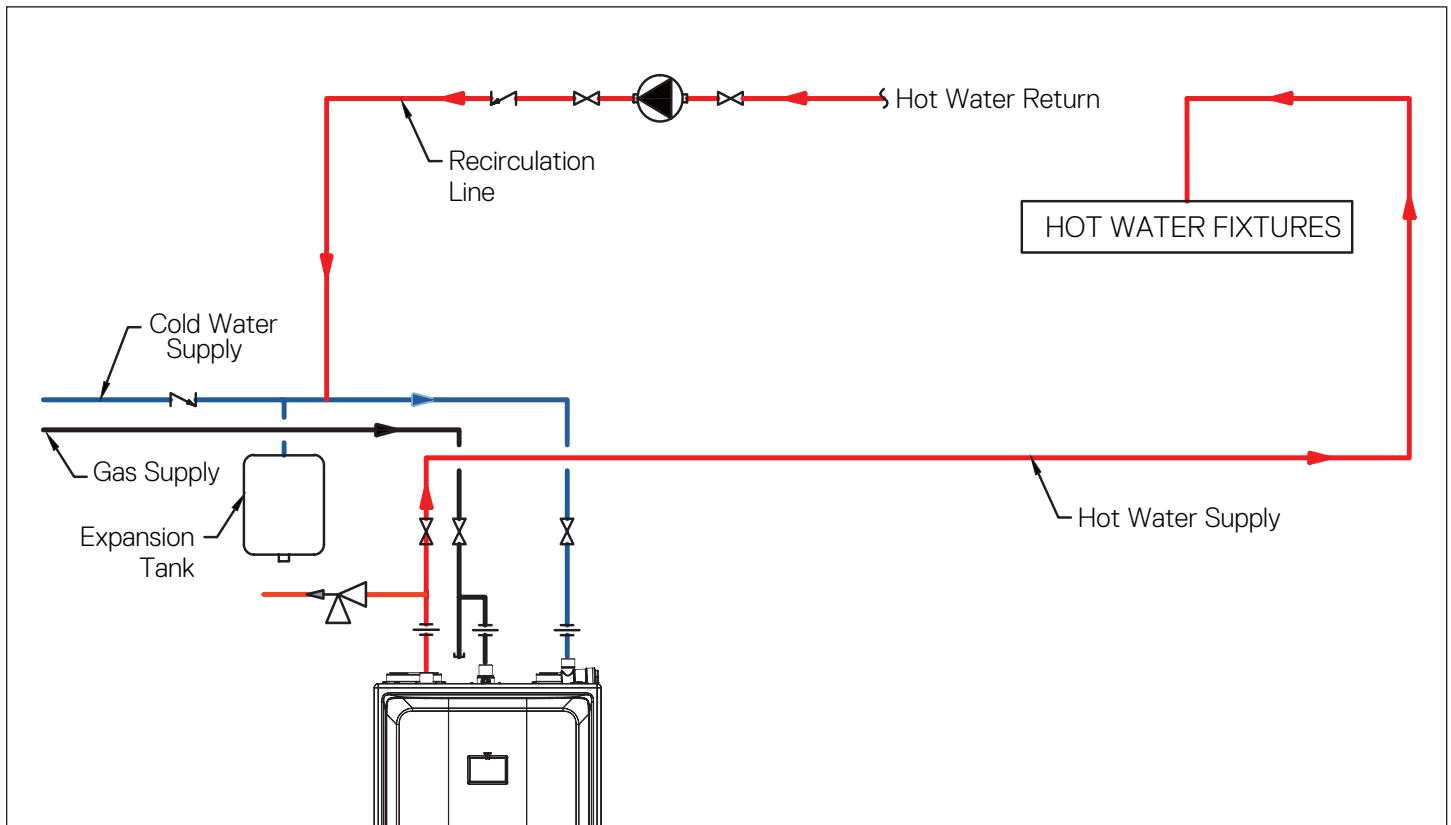 Hot Water Return
Recirculation
Line
HOT WATER FIXTURES
Cold Water
Supply
Gas Supply
Expansion
Tank
Hot Water Supply